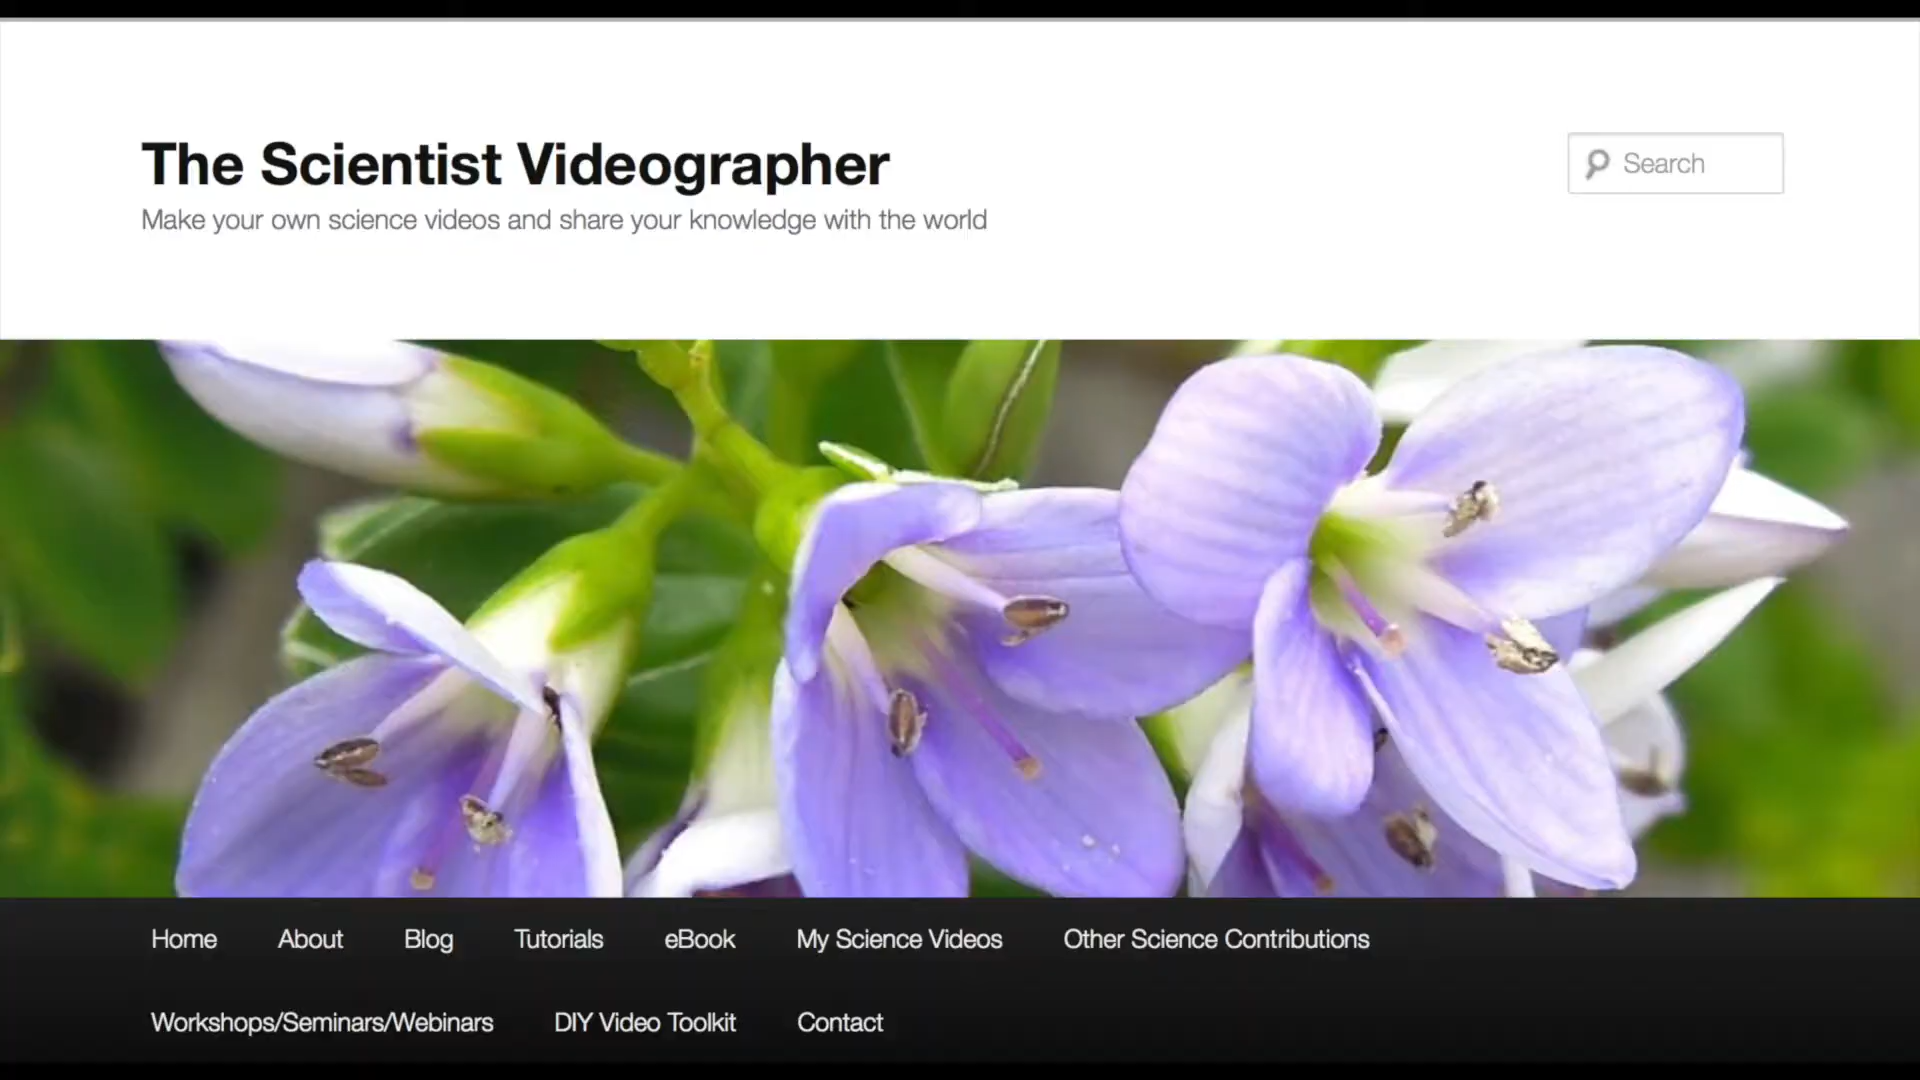 The Scientist Videographer
Search
Make your own science videos and share your knowledge with the world
Home About Blog Tutorials eBook My Science Videos Other Science Contributions
Workshops/Seminars/Webinars DIY Video Toolkit Contact